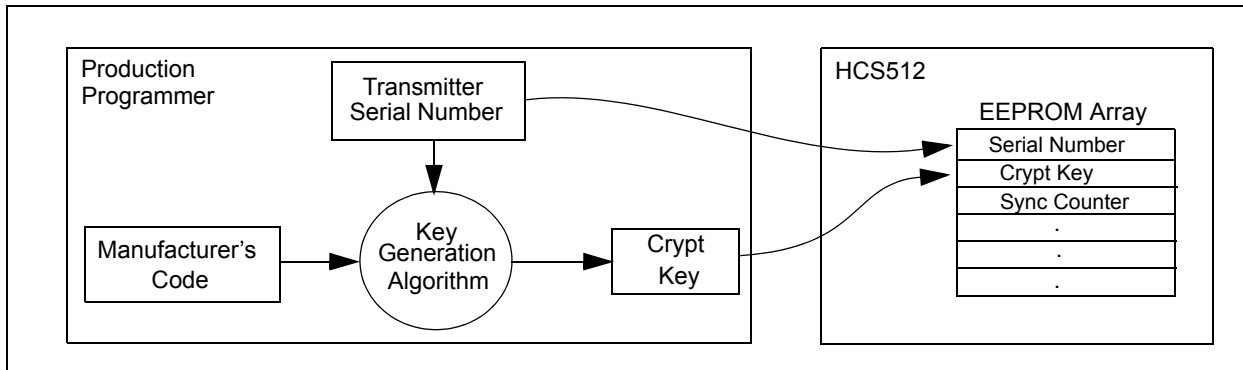 Production
Programmer
Transmitter
Serial Number
Manufacturer's
Code
Key
Generation
Algorithm
Crypt
Key
HCS512
EEPROM Array
Serial Number
Crypt Key
Sync Counter
.
.
.